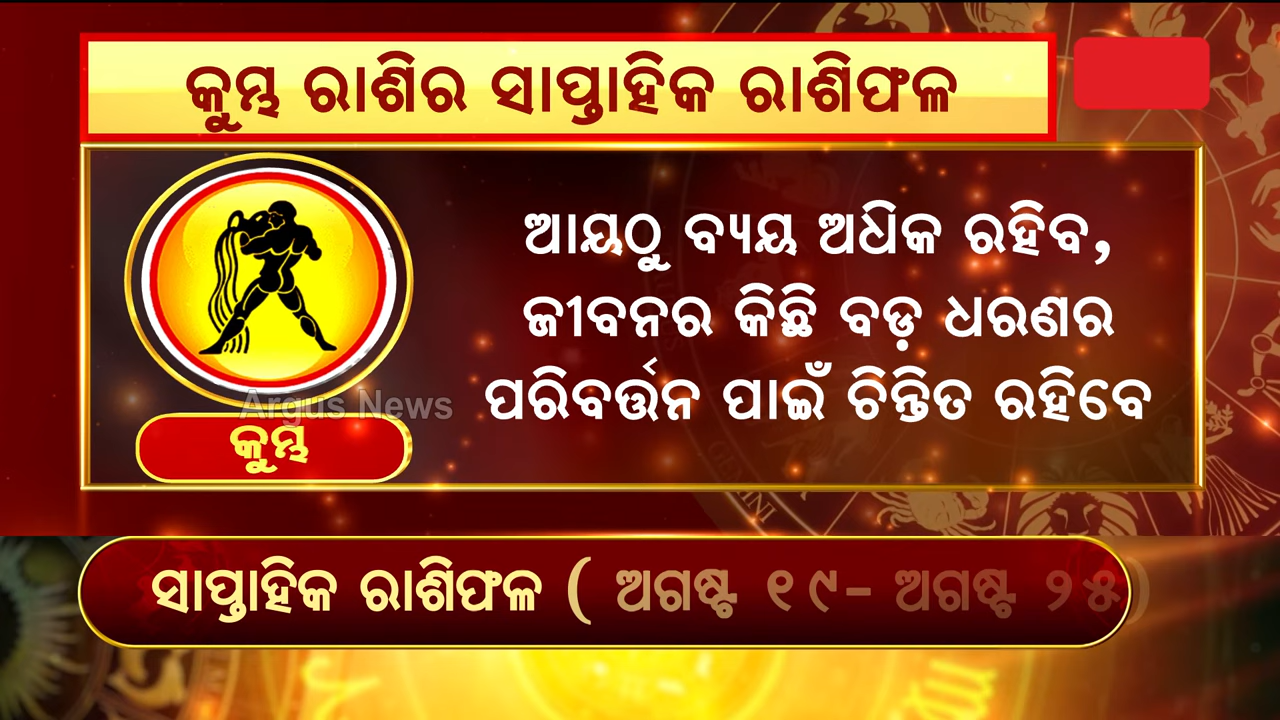 କୁମ୍ଭ ରାଶିର ସାପ୍ତାହିକ ରାଶିଫଳ
ଆୟଠୁ ବ୍ୟୟ ଅଧିକ ରହିବ,
ଜୀବନର କିଛି ବଡ଼ ଧରଣର
ପରିବର୍ତ୍ତନ ପାଇଁ ଚିନ୍ତିତ ରହିବେ
Argus News
କୁମ୍ଭ
GEMINI
ସାପ୍ତାହିକ ରାଶିଫଳ ( ଅଗଷ୍ଟ ୧୯- ଅଗଷ୍ଟ ୨୫)